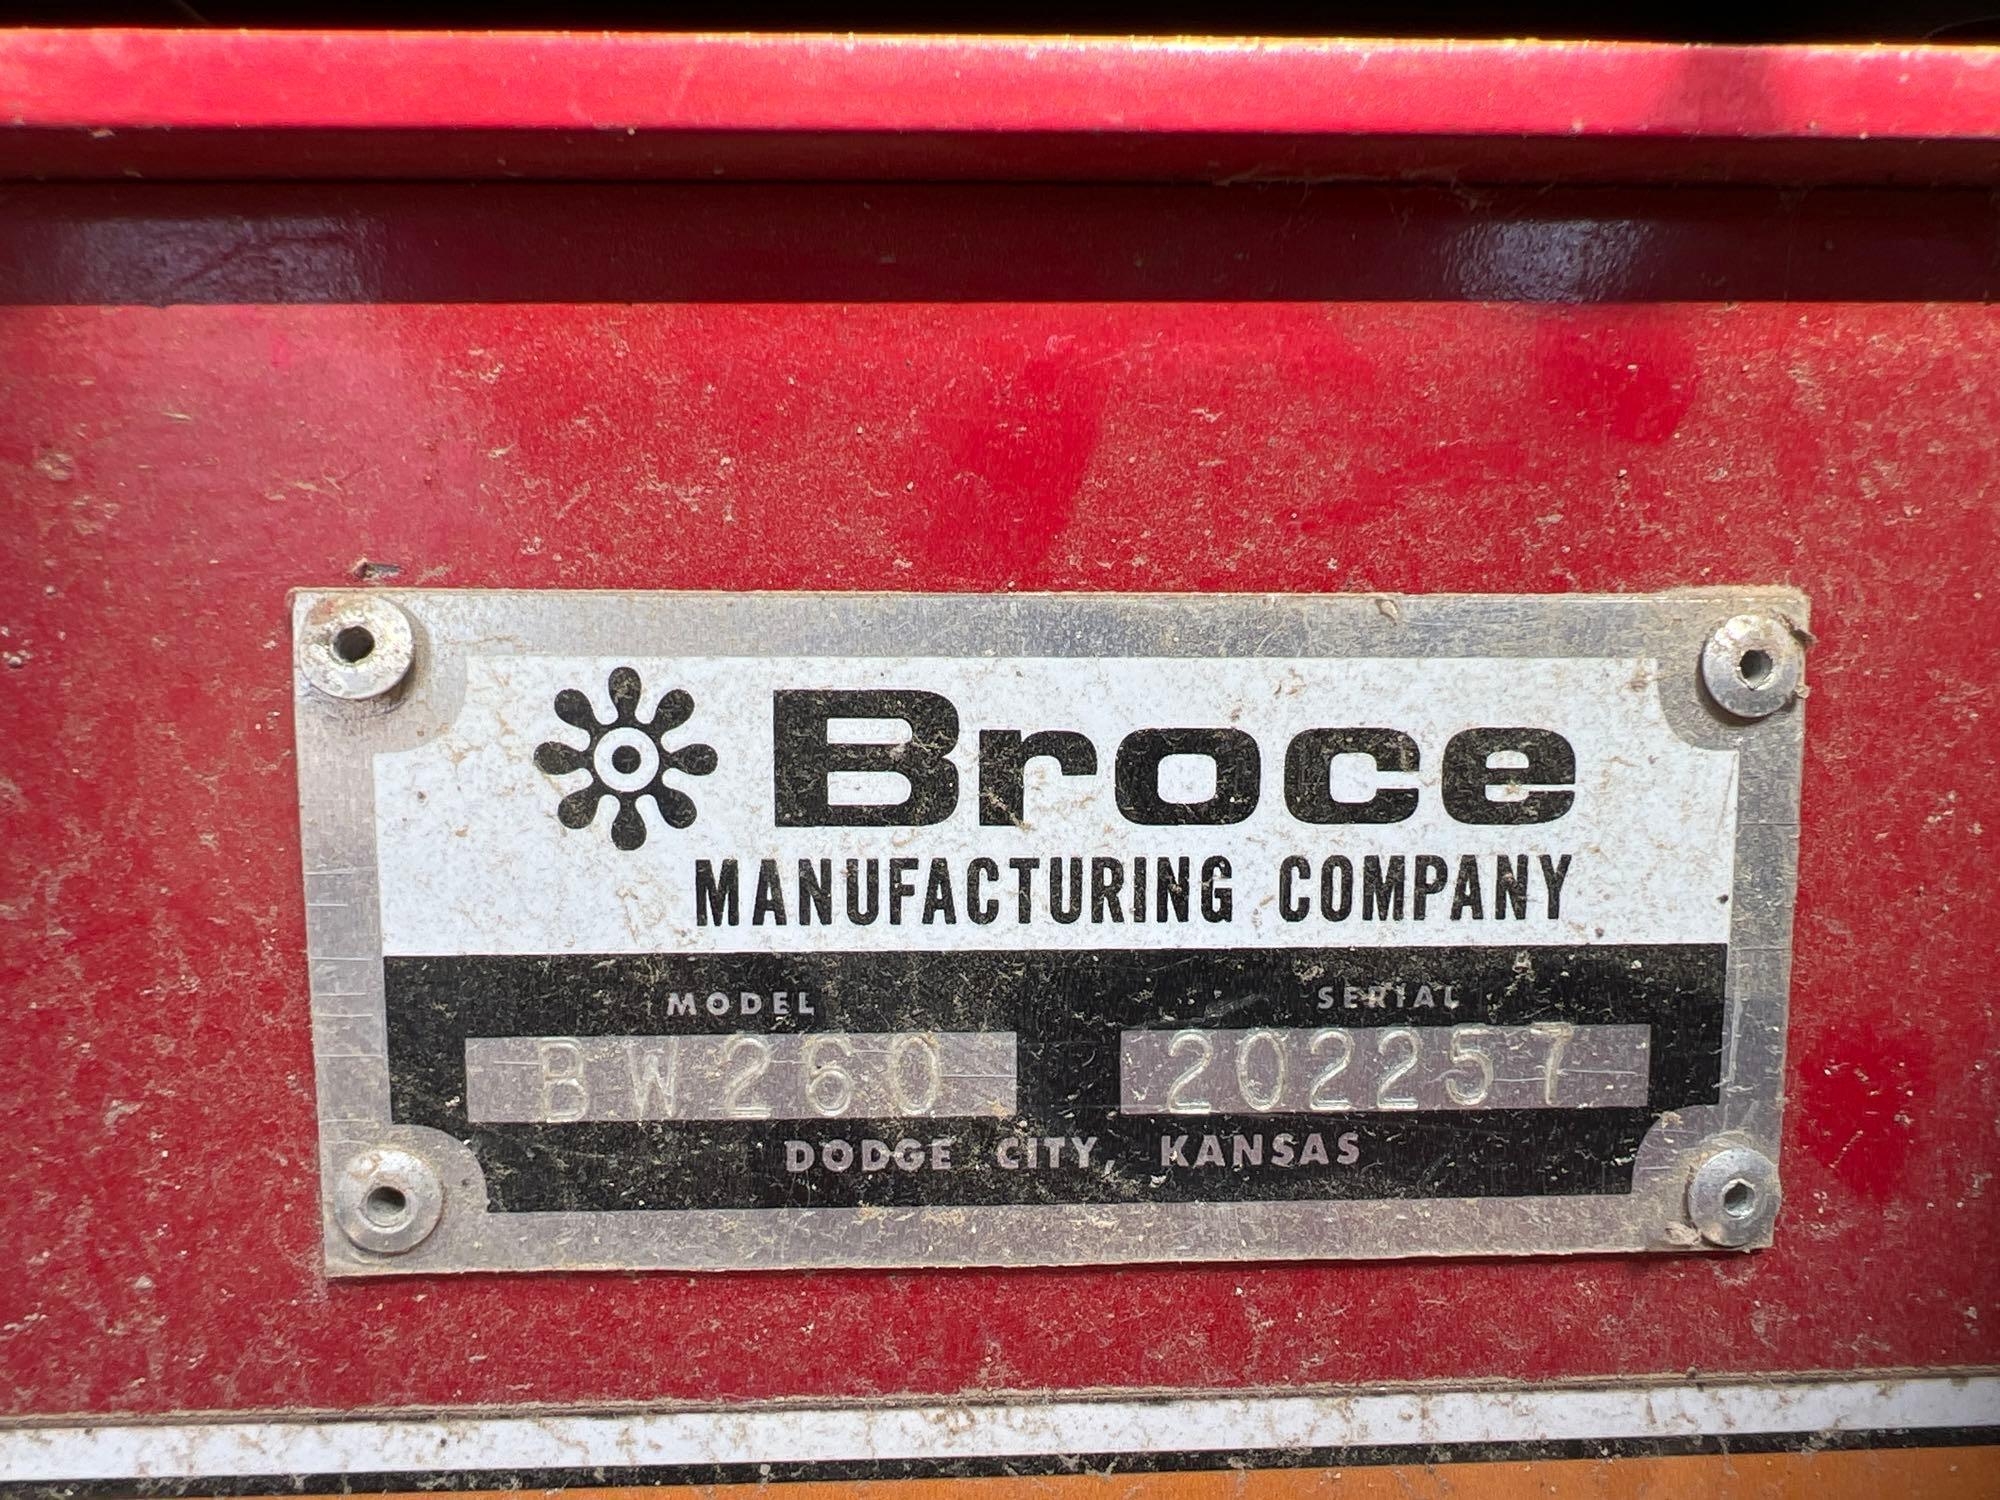 Broce
MANUFACTURING COMPANY
MODEL SERIAL
BW260 202257
DODGE CITY, KANSAS